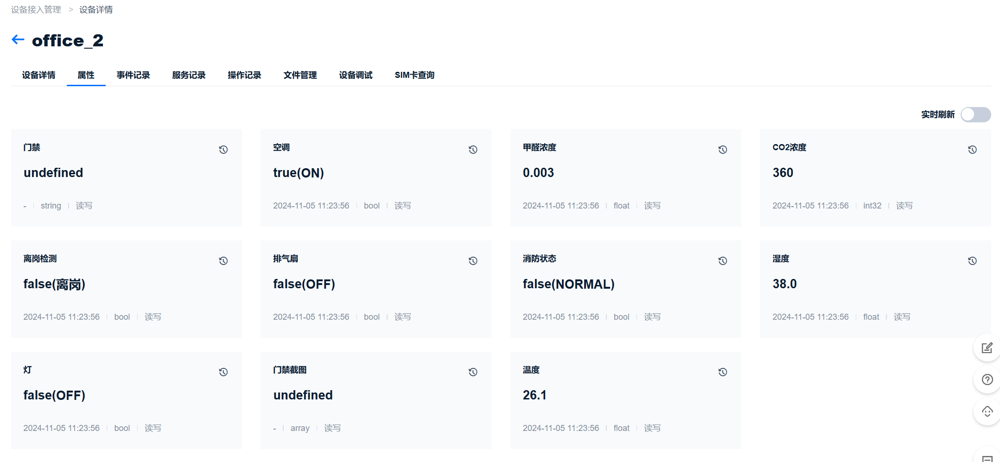 设备接入管理 > 设备详情
office_2
设备详情 属性 事件记录 服务记录 操作记录 文件管理 设备调试 SIM卡查询
实时刷新
门禁
undefined
- string 读写
空调
true(ON)
2024-11-05 11:23:56 bool 读写
甲醛浓度
0.003
2024-11-05 11:23:56 float 读写
CO2浓度
360
2024-11-05 11:23:56 int32 读写
离岗检测
false(离岗)
2024-11-05 11:23:56 bool 读写
排气扇
false(OFF)
2024-11-05 11:23:56 bool 读写
消防状态
false(NORMAL)
2024-11-05 11:23:56 bool 读写
湿度
38.0
2024-11-05 11:23:56 float 读写
灯
false(OFF)
2024-11-05 11:23:56 bool 读写
门禁截图
undefined
- array 读写
温度
26.1
2024-11-05 11:23:56 float 读写